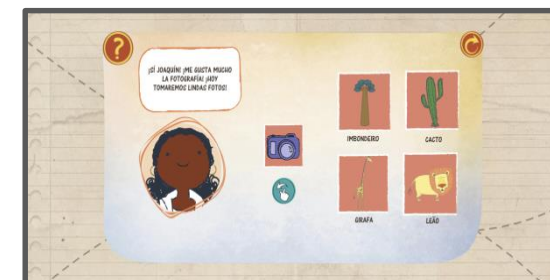 ?
¡SÍ JOAQUÍN! ¡ME GUSTA MUCHO
LA FOTOGRAFÍA! ¡HOY
TOMAREMOS LINDAS FOTOS!
IMBONDEIRO
CACTO
GIRAFA
LEÃO